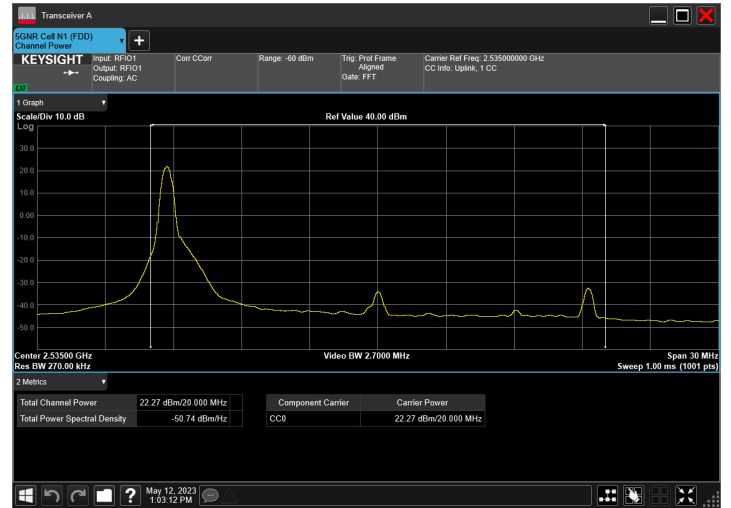 Transceiver A
5GNR Cell N1 (FDD)
Channel Power
KEYSIGHT
LXI
Input: RFIO1
Output: RFIO1
Coupling: AC
Corr CCorr
Range: -60 dBm
Trig: Prot Frame
Aligned
Gate: FFT
Carrier Ref Freq: 2.535000000 GHz
CC Info: Uplink, 1 CC
1 Graph
Scale/Div 10.0 dB
Ref Value 40.00 dBm
Log
30.0
20.0
10.0
0.00
-10.0
-20.0
-30.0
-40.0
-50.0
Center 2.53500 GHz
Video BW 2.7000 MHz
Span 30 MHz
Res BW 270.00 kHz
Sweep 1.00 ms (1001 pts)
2 Metrics
Total Channel Power 22.27 dBm/20.000 MHz
Total Power Spectral Density -50.74 dBm/Hz
Component Carrier Carrier Power
CC0 22.27 dBm/20.000 MHz
May 12, 2023
1:03:12 PM